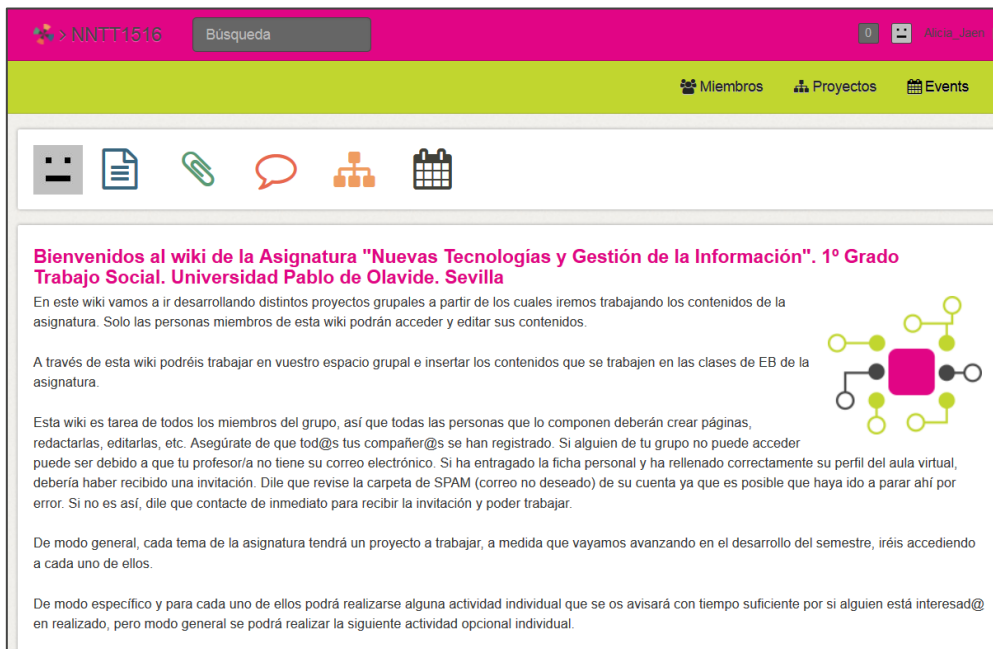 > NNTT1516
Búsqueda
0
Alicia_Jaen
Miembros
Proyectos
Events
Bienvenidos al wiki de la Asignatura "Nuevas Tecnologías y Gestión de la Información". 1º Grado
Trabajo Social. Universidad Pablo de Olavide. Sevilla
En este wiki vamos a ir desarrollando distintos proyectos grupales a partir de los cuales iremos trabajando los contenidos de la
asignatura. Solo las personas miembros de esta wiki podrán acceder y editar sus contenidos.
A través de esta wiki podréis trabajar en vuestro espacio grupal e insertar los contenidos que se trabajen en las clases de EB de la
asignatura.
Esta wiki es tarea de todos los miembros del grupo, así que todas las personas que lo componen deberán crear páginas,
redactarlas, editarlas, etc. Asegúrate de que tod@s tus compañer@s se han registrado. Si alguien de tu grupo no puede acceder
puede ser debido a que tu profesor/a no tiene su correo electrónico. Si ha entragado la ficha personal y ha rellenado correctamente su perfil del aula virtual,
debería haber recibido una invitación. Dile que revise la carpeta de SPAM (correo no deseado) de su cuenta ya que es posible que haya ido a parar ahí por
error. Si no es así, dile que contacte de inmediato para recibir la invitación y poder trabajar.
De modo general, cada tema de la asignatura tendrá un proyecto a trabajar, a medida que vayamos avanzando en el desarrollo del semestre, iréis accediendo
a cada uno de ellos.
De modo específico y para cada uno de ellos podrá realizarse alguna actividad individual que se os avisará con tiempo suficiente por si alguien está interesad@
en realizado, pero modo general se podrá realizar la siguiente actividad opcional individual.